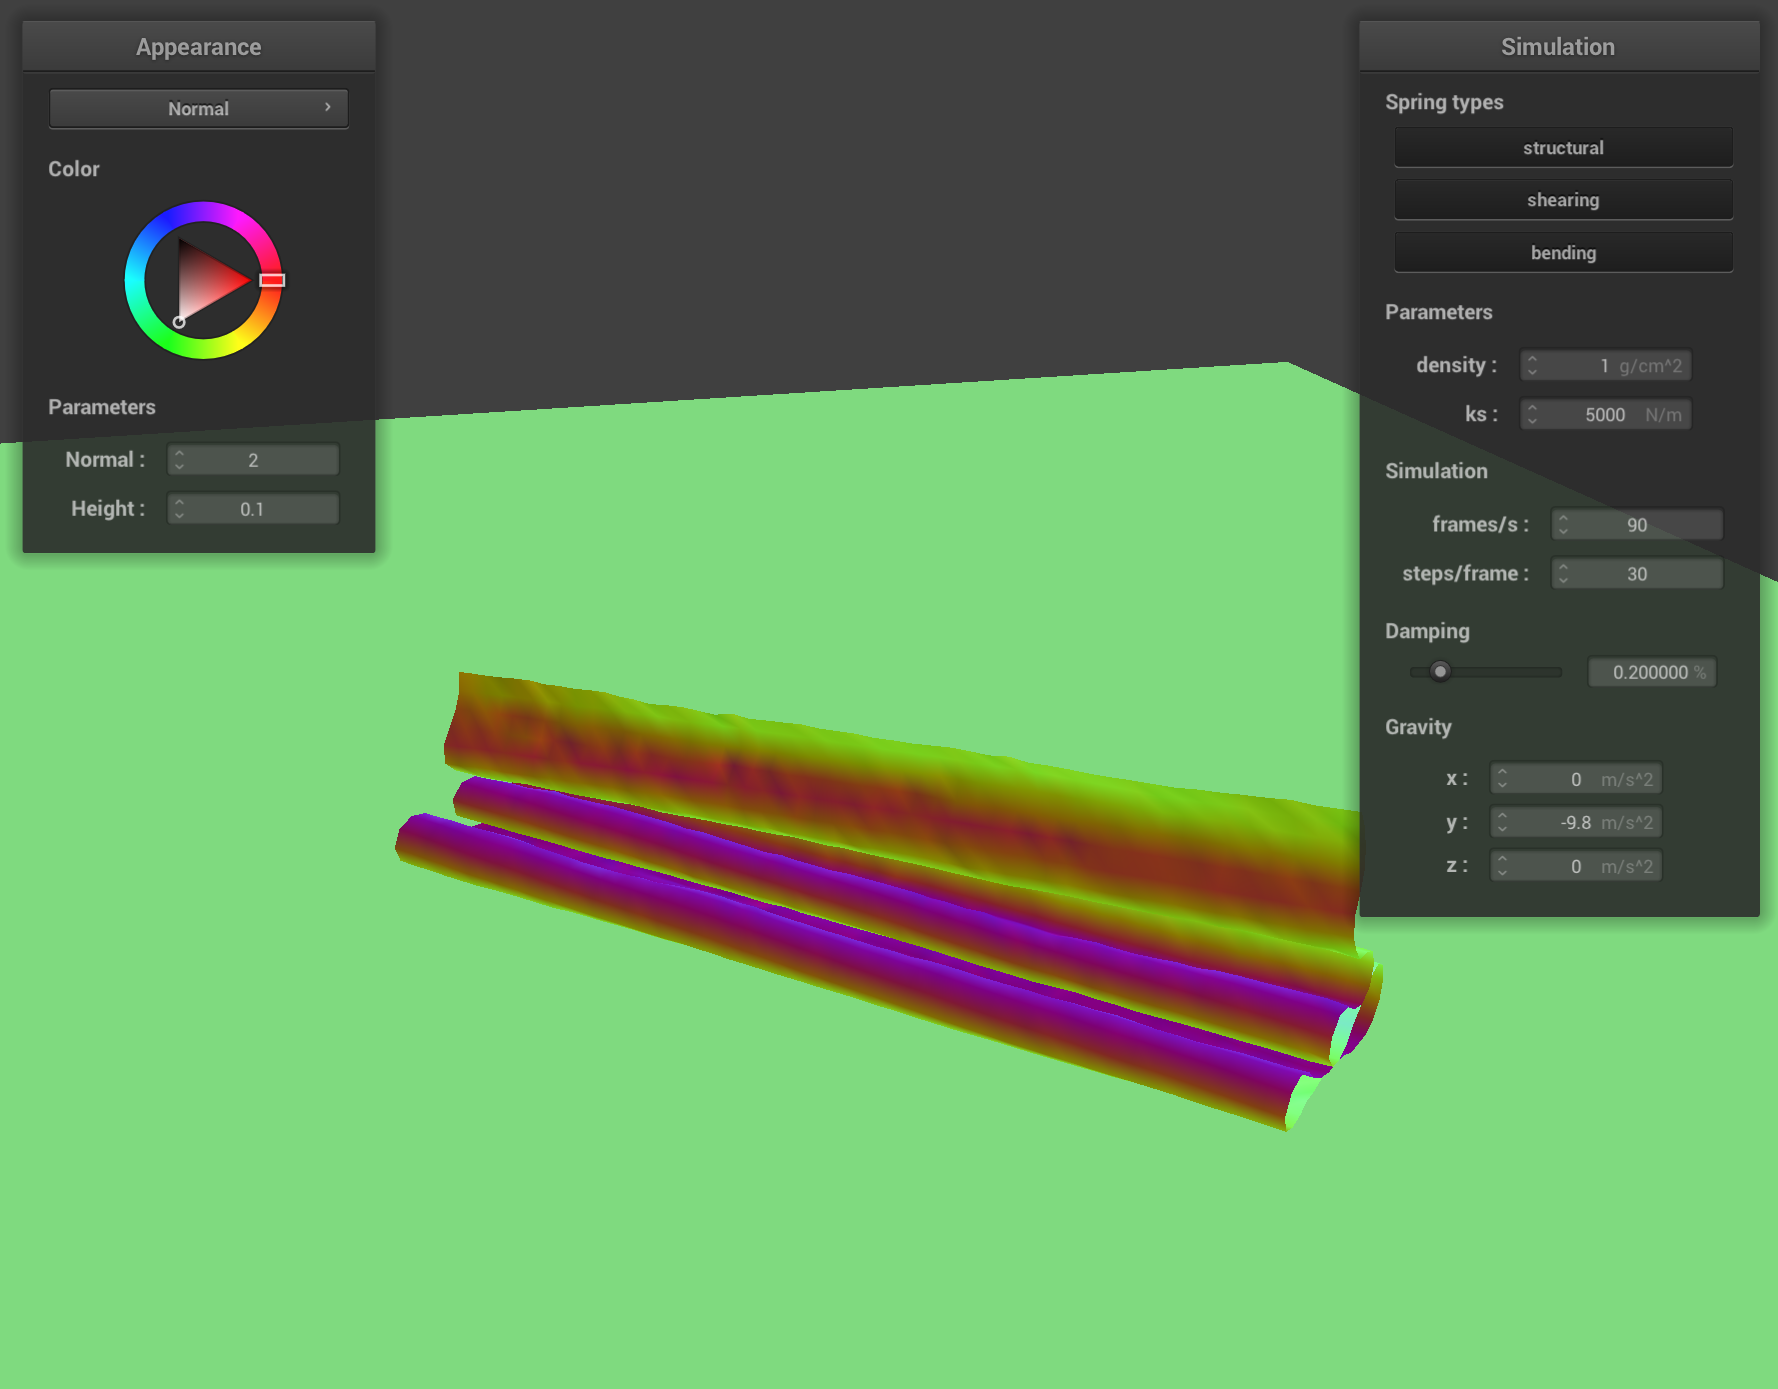 Appearance
Normal
Color
Parameters
Normal : 2
Height : 0.1
Simulation
Spring types
structural
shearing
bending
Parameters
density : 1 g/cm^2
ks : 5000 N/m
Simulation
frames/s : 90
steps/frame : 30
Damping
0.200000 %
Gravity
x : 0 m/s^2
y : -9.8 m/s^2
z : 0 m/s^2